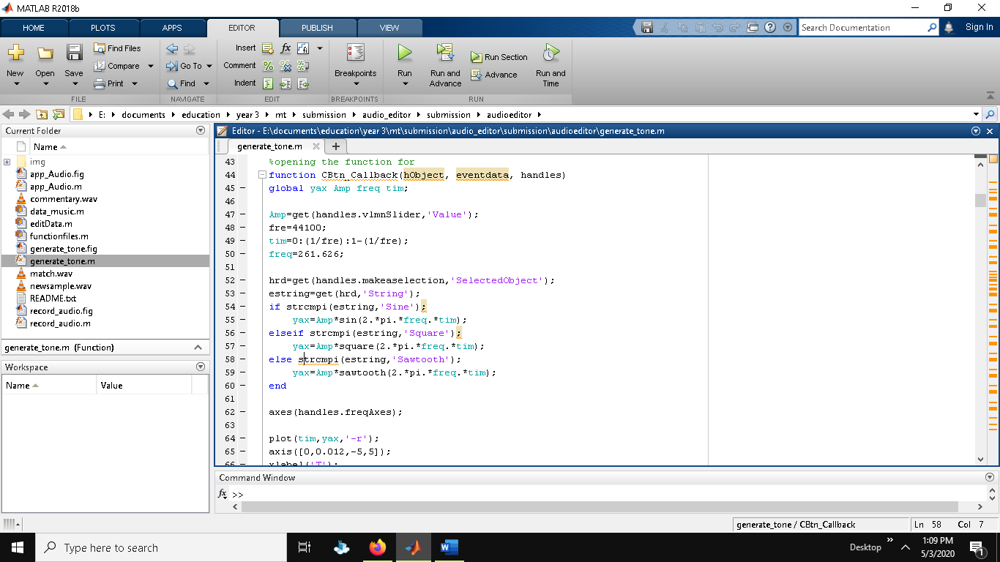 MATLAB R2018b
HOME PLOTS APPS EDITOR PUBLISH VIEW Search Documentation Sign In
New Open Save Find Files Compare Print
Go To Find
Insert fx
Comment
Indent
Breakpoints
Run Run and Advance Run Section Advance Run and Time
FILE NAVIGATE EDIT BREAKPOINTS RUN
E: documents education year 3 mt submission audio_editor submission audioeditor
Current Folder
Name
img
app_Audio.fig
app_Audio.m
commentary.wav
data_music.m
editData.m
functionfiles.m
generate_tone.fig
generate_tone.m
match.wav
newsample.wav
README.txt
record_audio.fig
record_audio.m
generate_tone.m (Function)
Workspace
Name Value
Editor - E:\documents\education\year 3\mt\submission\audio_editor\submission\audioeditor\generate_tone.m
generate_tone.m
43 %opening the function for
44 function CBtn_Callback(hObject, eventdata, handles)
45 – global yax Amp freq tim;
46
47 – Amp=get(handles.vlmnSlider,'Value');
48 – fre=44100;
49 – tim=0:(1/fre):1-(1/fre);
50 – freq=261.626;
51
52 – hrd=get(handles.makeaselection,'SelectedObject');
53 – estring=get(hrd,'String');
54 – if strcmpi(estring,'Sine');
55 – yax=Amp*sin(2.*pi.*freq.*tim);
56 – elseif strcmpi(estring,'Square');
57 – yax=Amp*square(2.*pi.*freq.*tim);
58 – else strcmpi(estring,'Sawtooth');
59 – yax=Amp*sawtooth(2.*pi.*freq.*tim);
60 – end
61
62 – axes(handles.freqAxes);
63
64 – plot(tim,yax,'-r');
65 – axis([0,0.012,-5,5]);
66 – xlabel('T');
Command Window
fx >>
generate_tone / CBtn_Callback Ln 58 Col 7
Type here to search
Desktop
1:09 PM
5/3/2020
1